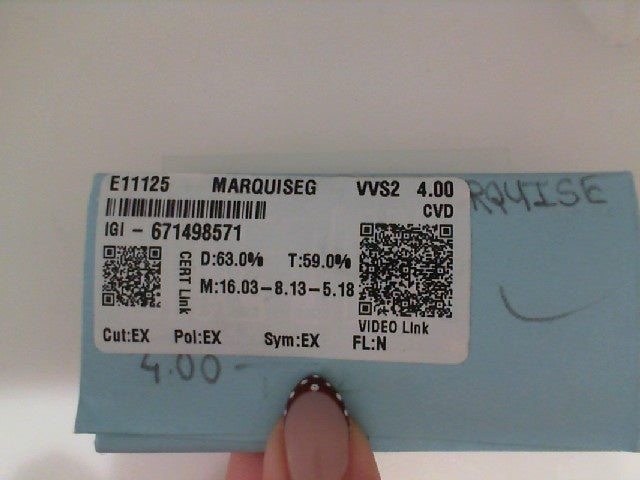 E11125 MARQUISEG VVS2 4.00
CVD
IGI - 671498571
CERT Link
D:63.0% T:59.0%
M:16.03-8.13-5.18
VIDEO Link
Cut:EX Pol:EX Sym:EX FL:N
RQUISE
4.00-